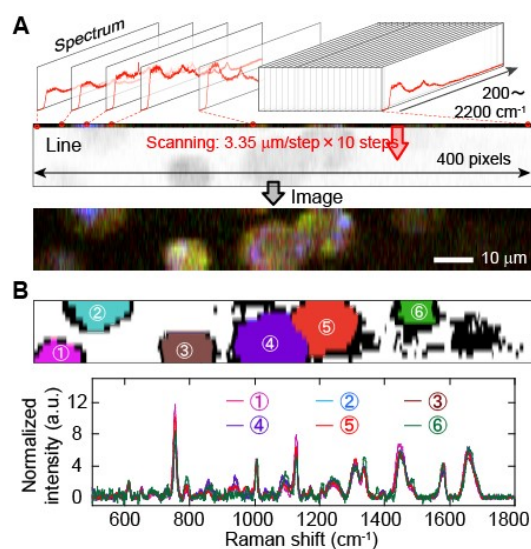 A
Spectrum
200～
2200 cm⁻¹
Line
Scanning: 3.35 μm/step × 10 steps
400 pixels
Image
10 μm
B
① ② ③ ④ ⑤ ⑥
Normalized
intensity (a.u.)
12
8
4
0
① ② ③
④ ⑤ ⑥
600 800 1000 1200 1400 1600 1800
Raman shift (cm⁻¹)